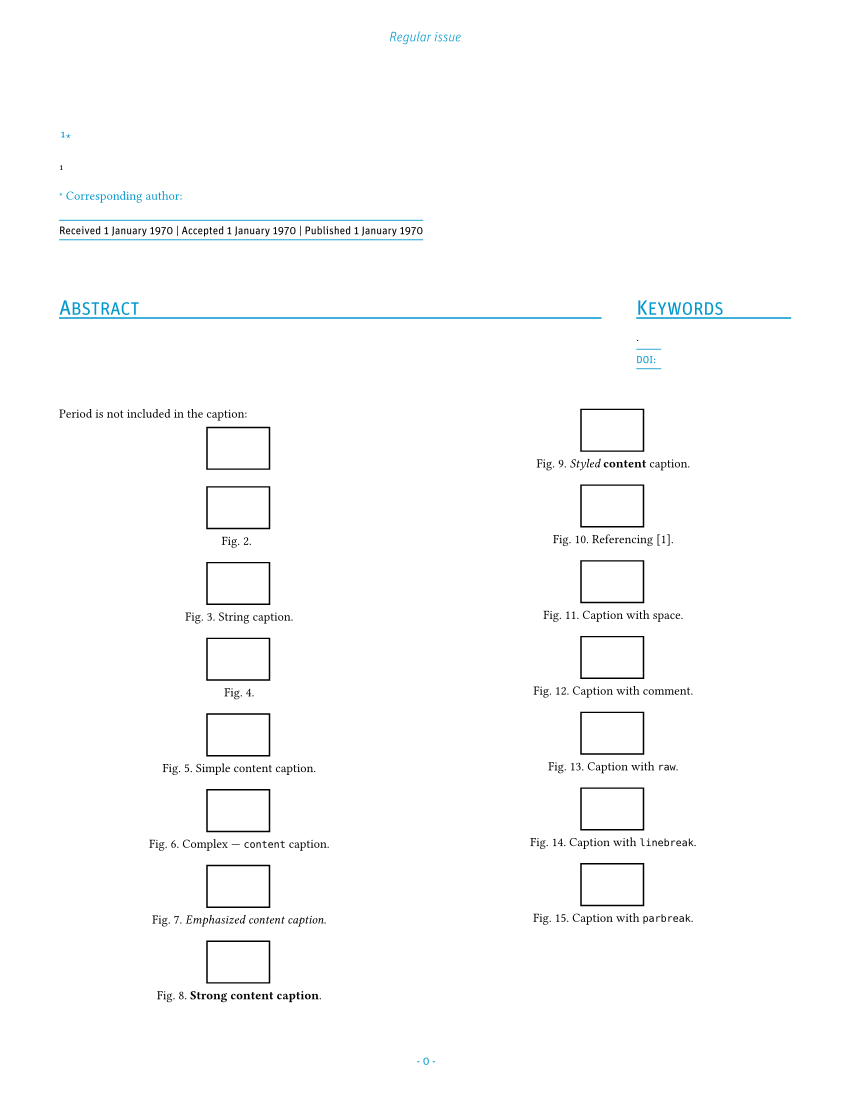 Regular issue
1*
1
* Corresponding author:
Received 1 January 1970 | Accepted 1 January 1970 | Published 1 January 1970
ABSTRACT
KEYWORDS
.
DOI:
Period is not included in the caption:
Fig. 2.
Fig. 3. String caption.
Fig. 4.
Fig. 5. Simple content caption.
Fig. 6. Complex — content caption.
Fig. 7. Emphasized content caption.
Fig. 8. Strong content caption.
Fig. 9. Styled content caption.
Fig. 10. Referencing [1].
Fig. 11. Caption with space.
Fig. 12. Caption with comment.
Fig. 13. Caption with raw.
Fig. 14. Caption with linebreak.
Fig. 15. Caption with parbreak.
- 0 -